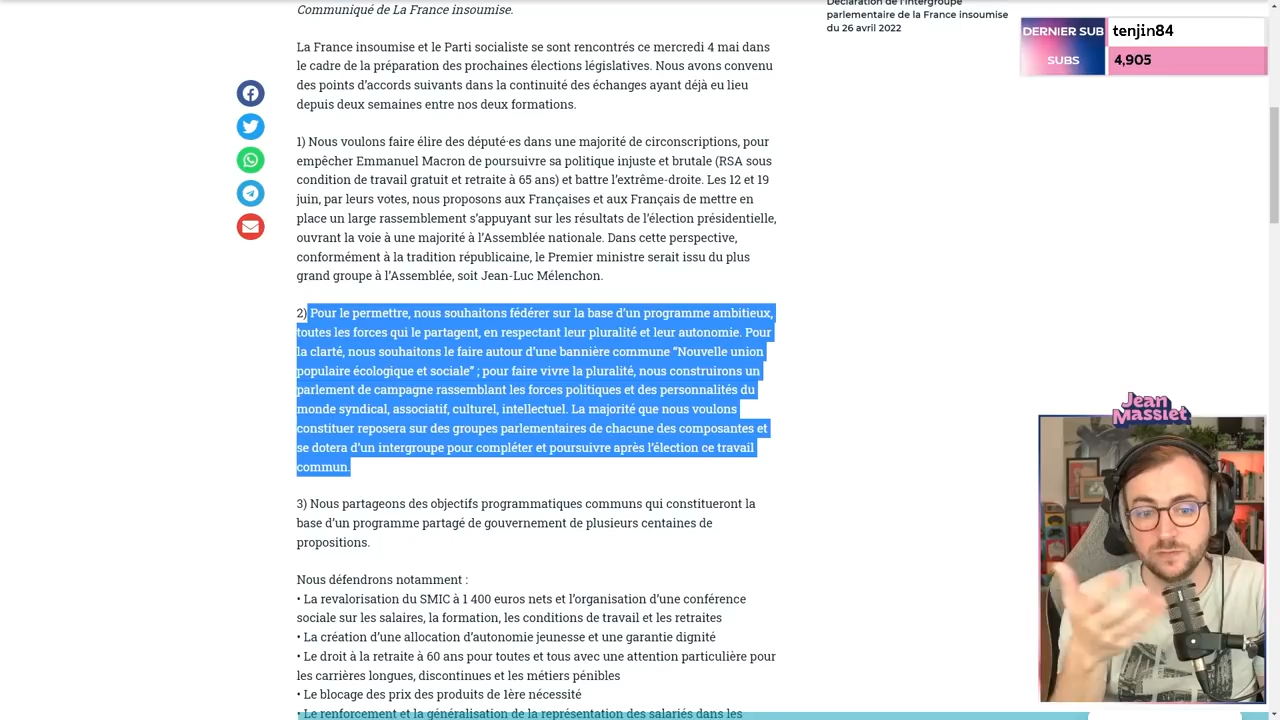 Communiqué de La France insoumise.
La France insoumise et le Parti socialiste se sont rencontrés ce mercredi 4 mai dans
le cadre de la préparation des prochaines élections législatives. Nous avons convenu
des points d’accords suivants dans la continuité des échanges ayant déjà eu lieu
depuis deux semaines entre nos deux formations.
1) Nous voulons faire élire des député·es dans une majorité de circonscriptions, pour
empêcher Emmanuel Macron de poursuivre sa politique injuste et brutale (RSA sous
condition de travail gratuit et retraite à 65 ans) et battre l’extrême-droite. Les 12 et 19
juin, par leurs votes, nous proposons aux Françaises et aux Français de mettre en
place un large rassemblement s’appuyant sur les résultats de l’élection présidentielle,
ouvrant la voie à une majorité à l’Assemblée nationale. Dans cette perspective,
conformément à la tradition républicaine, le Premier ministre serait issu du plus
grand groupe à l’Assemblée, soit Jean-Luc Mélenchon.
2) Pour le permettre, nous souhaitons fédérer sur la base d’un programme ambitieux,
toutes les forces qui le partagent, en respectant leur pluralité et leur autonomie. Pour
la clarté, nous souhaitons le faire autour d’une bannière commune “Nouvelle union
populaire écologique et sociale” ; pour faire vivre la pluralité, nous construirons un
parlement de campagne rassemblant les forces politiques et des personnalités du
monde syndical, associatif, culturel, intellectuel. La majorité que nous voulons
constituer reposera sur des groupes parlementaires de chacune des composantes et
se dotera d’un intergroupe pour compléter et poursuivre après l’élection ce travail
commun.
3) Nous partageons des objectifs programmatiques communs qui constitueront la
base d’un programme partagé de gouvernement de plusieurs centaines de
propositions.
Nous défendrons notamment :
• La revalorisation du SMIC à 1 400 euros nets et l’organisation d’une conférence
sociale sur les salaires, la formation, les conditions de travail et les retraites
• La création d’une allocation d’autonomie jeunesse et une garantie dignité
• Le droit à la retraite à 60 ans pour toutes et tous avec une attention particulière pour
les carrières longues, discontinues et les métiers pénibles
• Le blocage des prix des produits de 1ère nécessité
• Le renforcement et la généralisation de la représentation des salariés dans les
Déclaration de l’intergroupe
parlementaire de la France insoumise
du 26 avril 2022
DERNIER SUB tenjin84
SUBS 4,905
Jean
Massiet